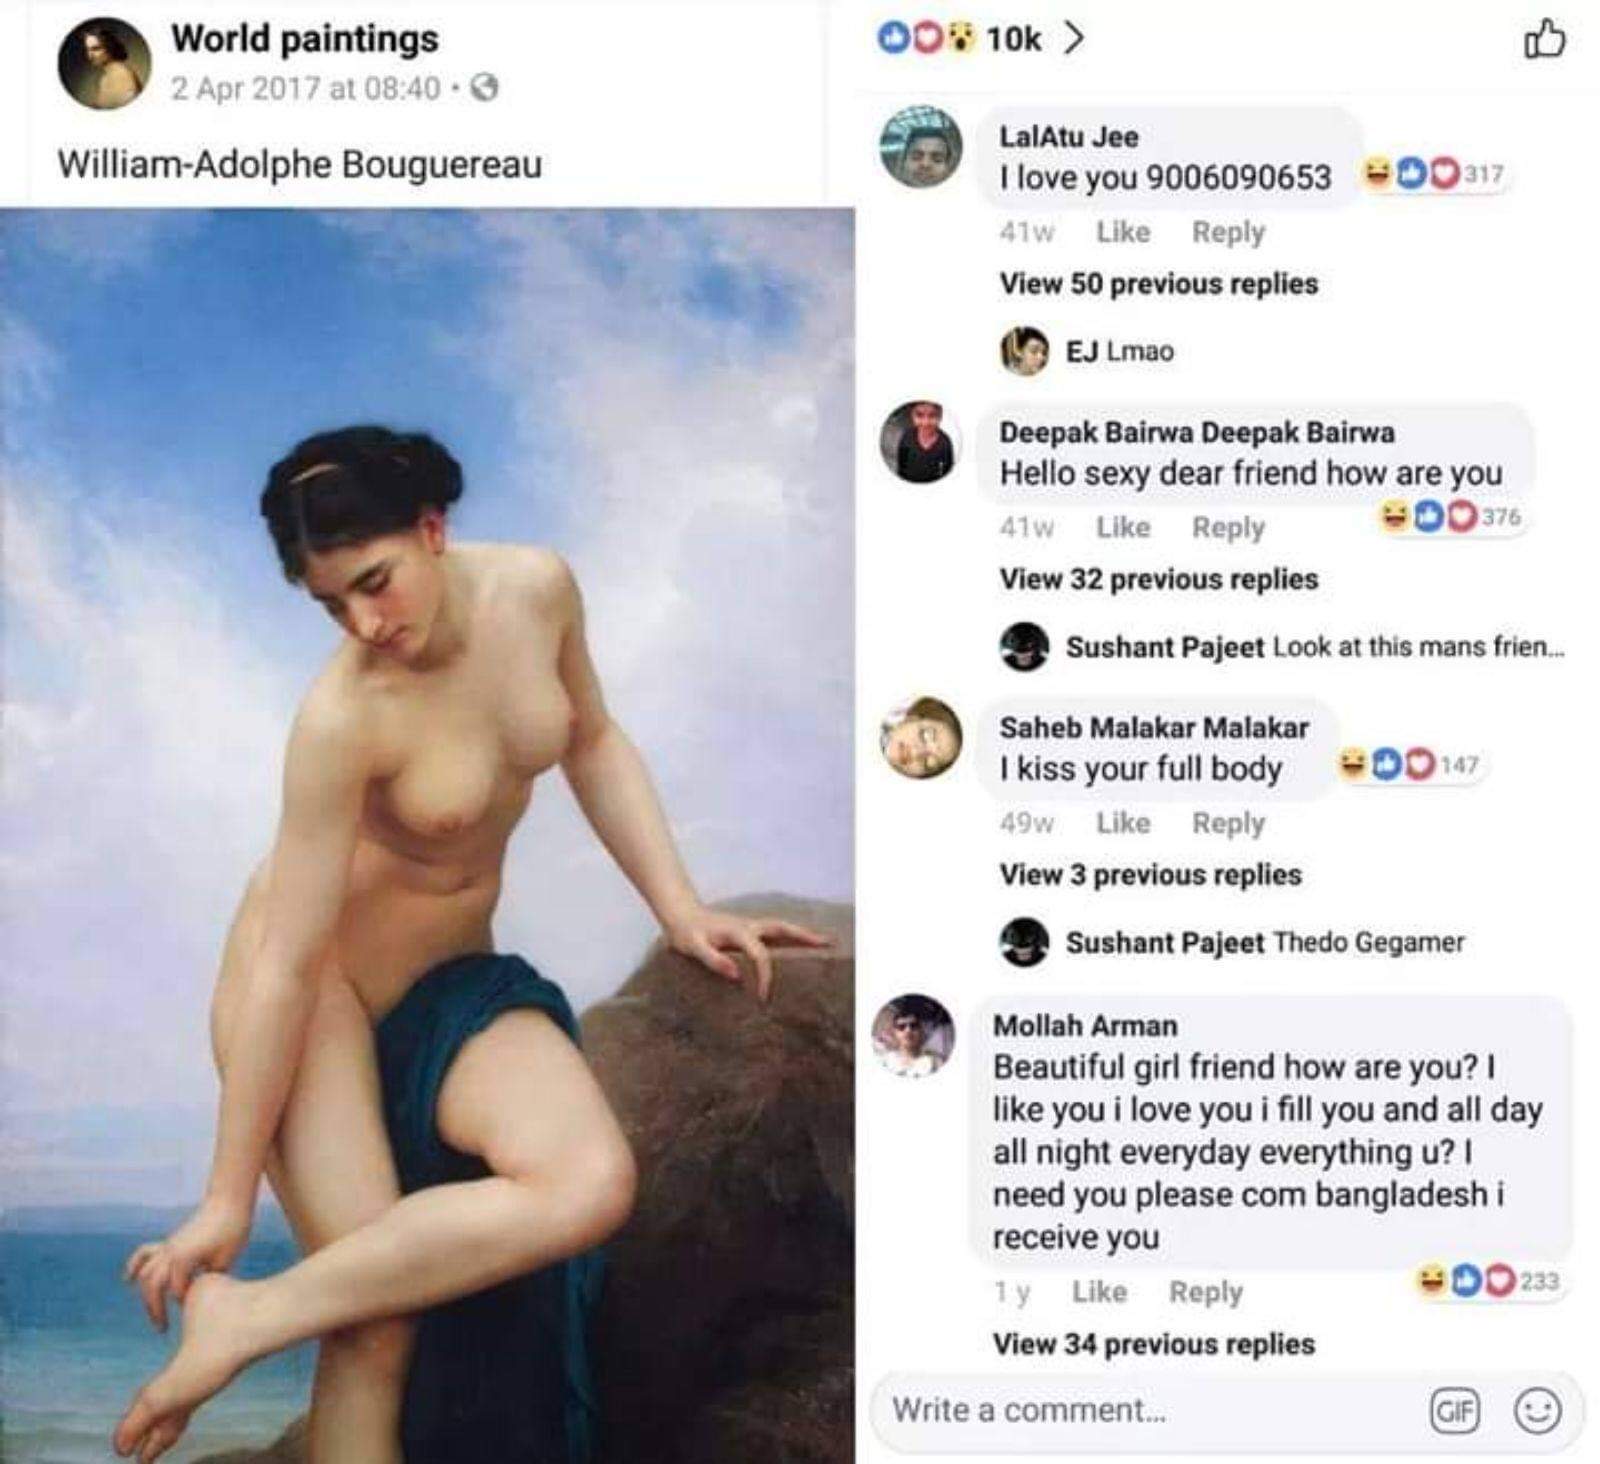 World paintings
2 Apr 2017 at 08:40 •
William-Adolphe Bouguereau
10k >
LalAtu Jee
I love you 9006090653
317
41w Like Reply
View 50 previous replies
EJ Lmao
Deepak Bairwa Deepak Bairwa
Hello sexy dear friend how are you
376
41w Like Reply
View 32 previous replies
Sushant Pajeet Look at this mans frien...
Saheb Malakar Malakar
I kiss your full body
147
49w Like Reply
View 3 previous replies
Sushant Pajeet Thedo Gegamer
Mollah Arman
Beautiful girl friend how are you? I
like you i love you i fill you and all day
all night everyday everything u? I
need you please com bangladesh i
receive you
1 y Like Reply
233
View 34 previous replies
Write a comment...
GIF